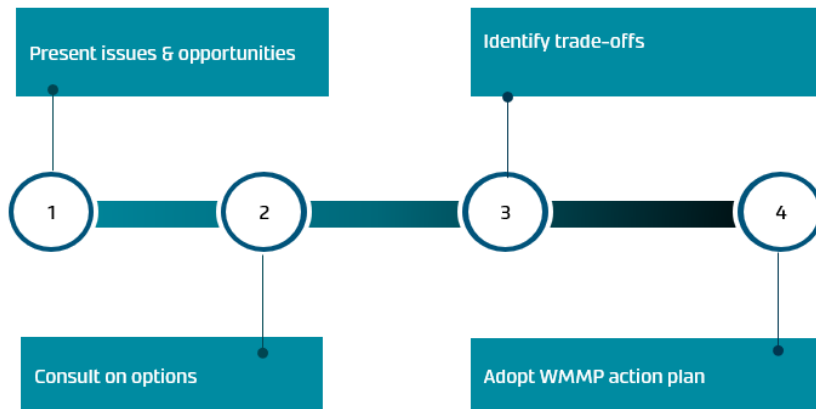 Present issues & opportunities
Identify trade-offs
1
2
3
4
Consult on options
Adopt WMMP action plan